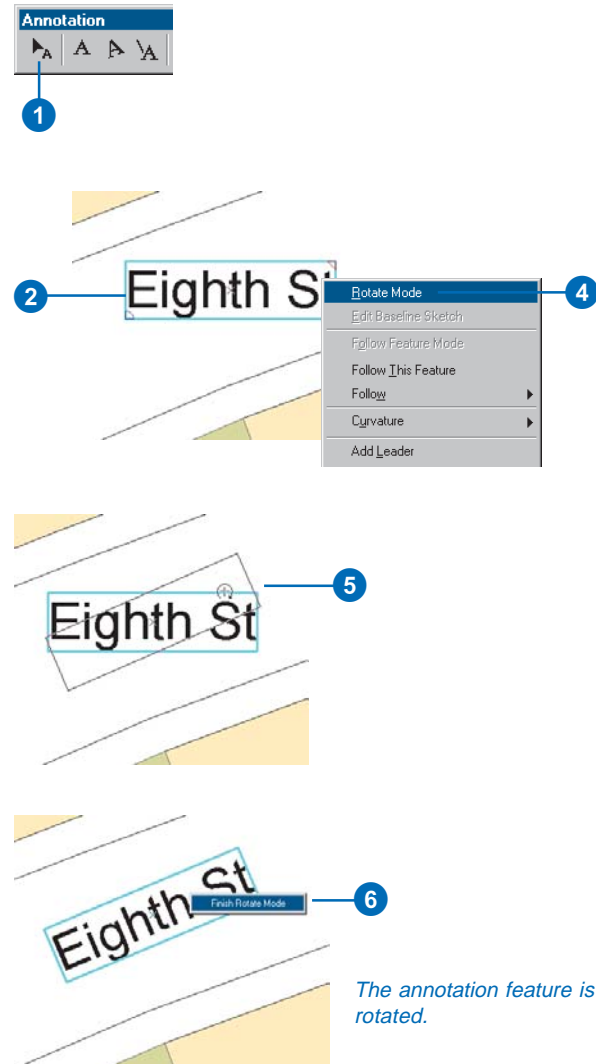 Annotation
A A A A
1
2
Eighth St
Rotate Mode
4
Edit Baseline Sketch
Follow Feature Mode
Follow This Feature
Follow
Curvature
Add Leader
Eighth St
5
Eighth St
Finish Rotate Mode
6
The annotation feature is
rotated.